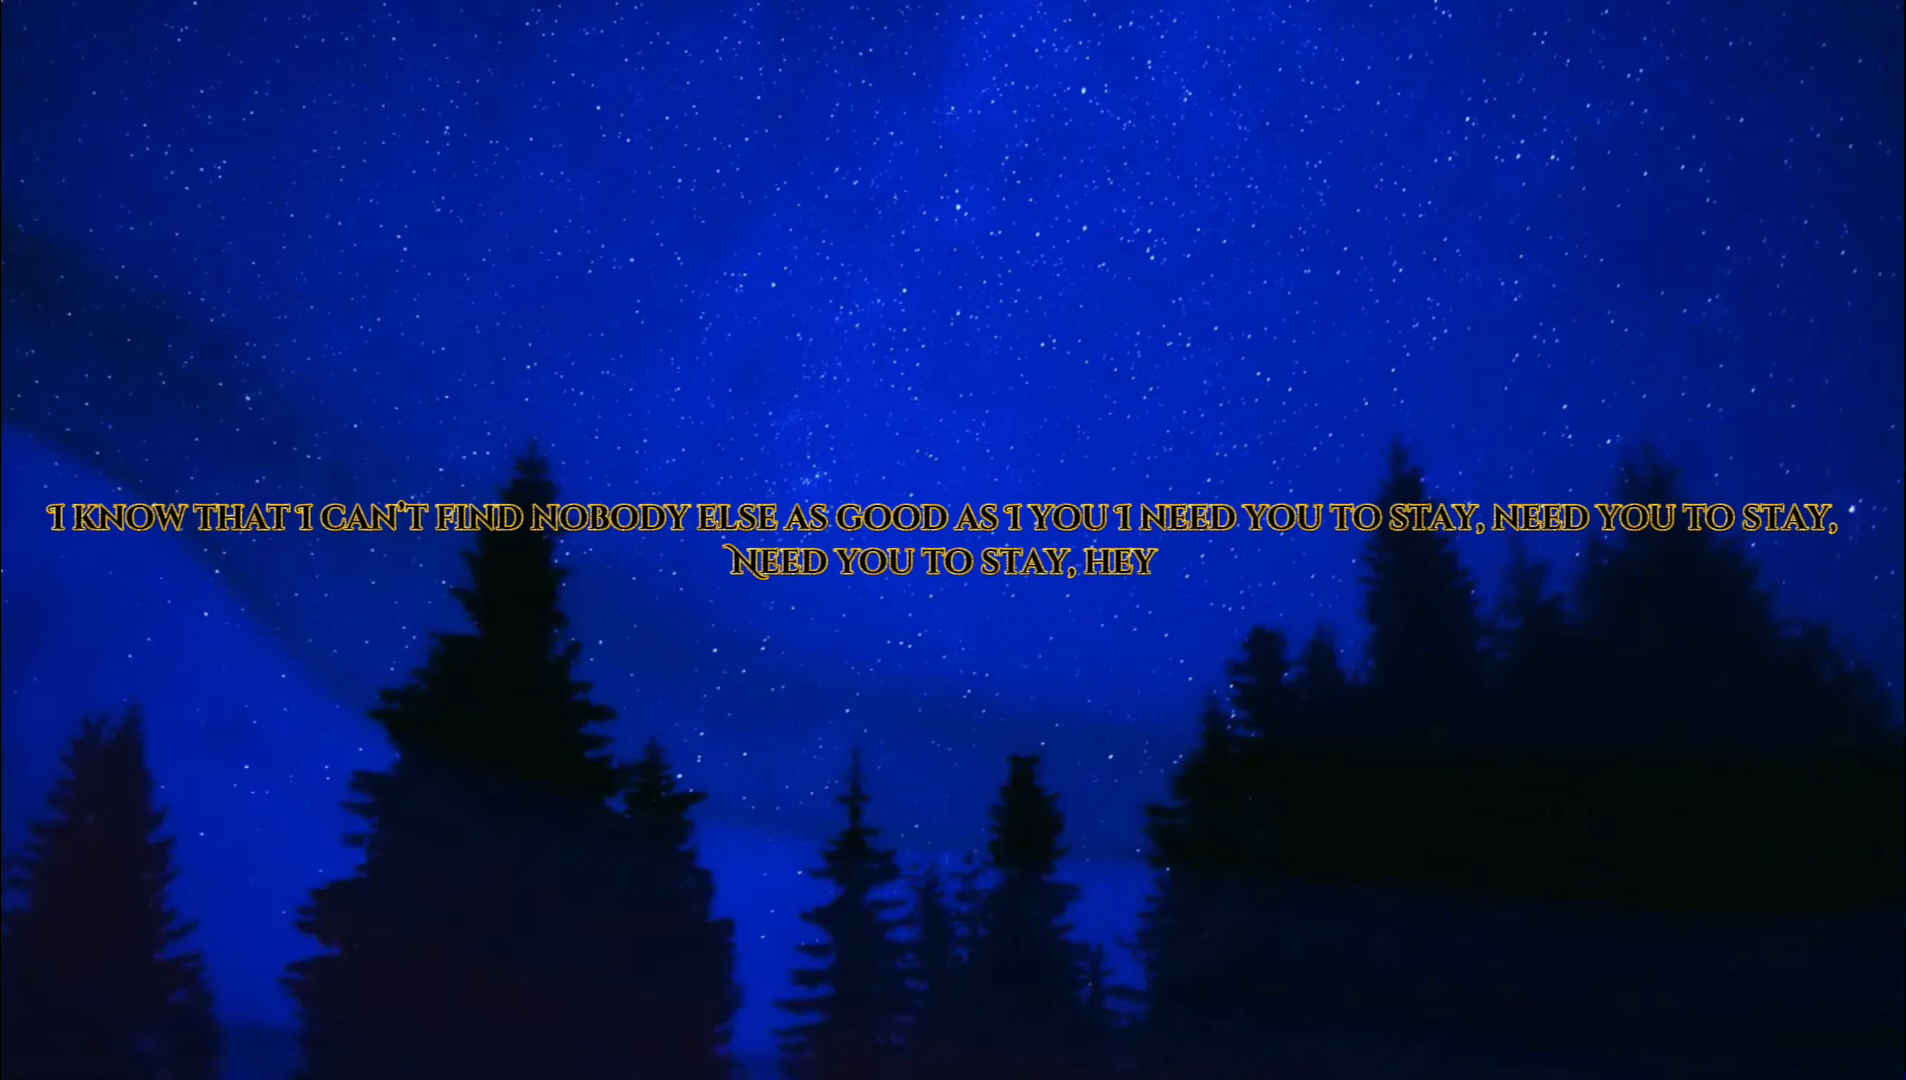 I know that I can't find nobody else as good as I you I need you to stay, need you to stay,
Need you to stay, hey